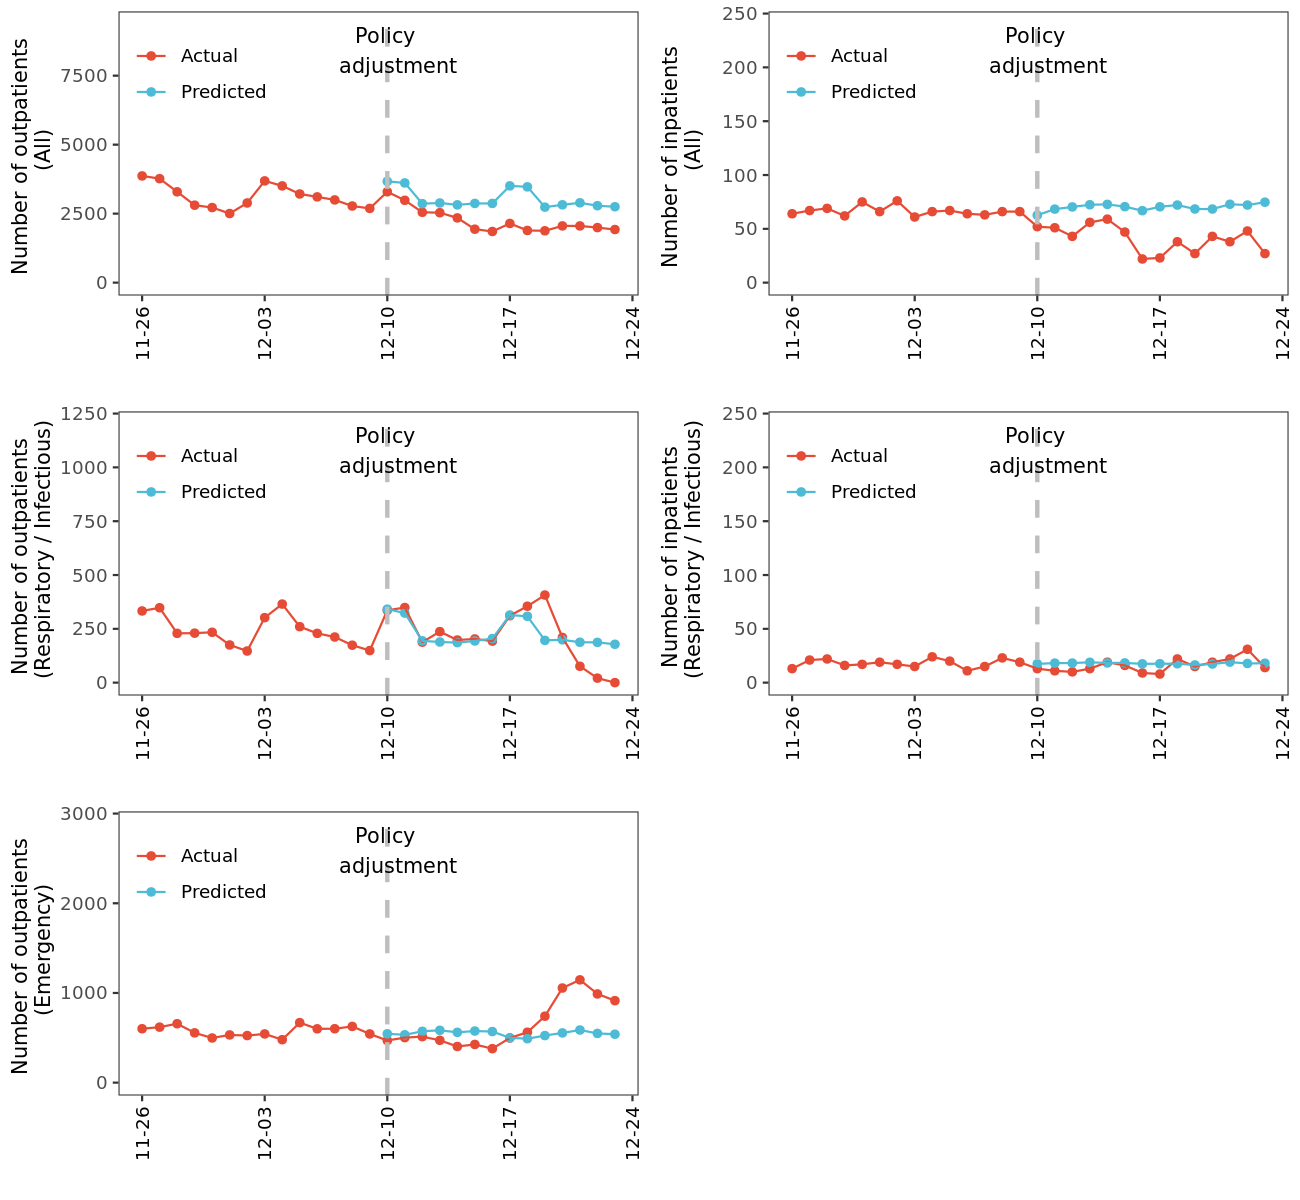 Number of outpatients
(All)
7500
5000
2500
0
Actual
Predicted
Policy
adjustment
11-26
12-03
12-10
12-17
12-24
Number of inpatients
(All)
250
200
150
100
50
0
Actual
Predicted
Policy
adjustment
11-26
12-03
12-10
12-17
12-24
Number of outpatients
(Respiratory / Infectious)
1250
1000
750
500
250
0
Actual
Predicted
Policy
adjustment
11-26
12-03
12-10
12-17
12-24
Number of inpatients
(Respiratory / Infectious)
250
200
150
100
50
0
Actual
Predicted
Policy
adjustment
11-26
12-03
12-10
12-17
12-24
Number of outpatients
(Emergency)
3000
2000
1000
0
Actual
Predicted
Policy
adjustment
11-26
12-03
12-10
12-17
12-24